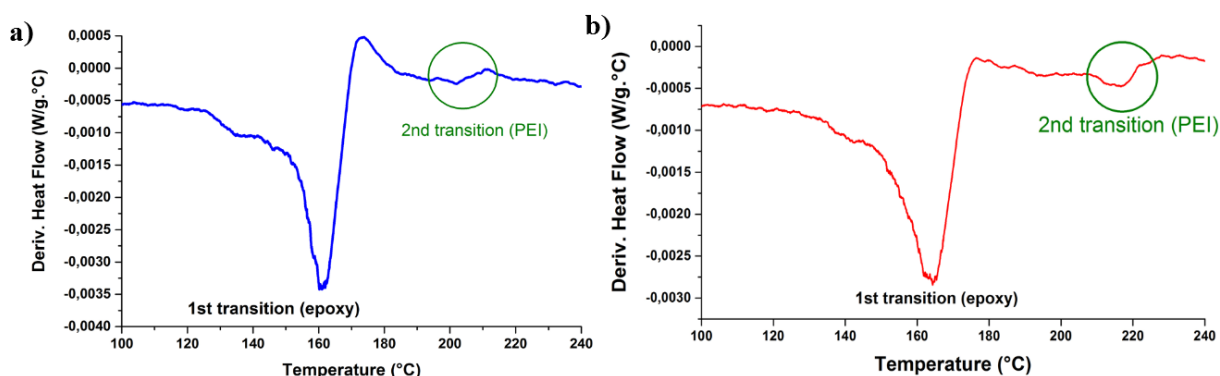 a)
Deriv. Heat Flow (W/g.°C)
0,0005
0,0000
-0,0005
-0,0010
-0,0015
-0,0020
-0,0025
-0,0030
-0,0035
-0,0040
2nd transition (PEI)
1st transition (epoxy)
100 120 140 160 180 200 220 240
Temperature (°C)
b)
Deriv. Heat Flow (W/g.°C)
0,0000
-0,0005
-0,0010
-0,0015
-0,0020
-0,0025
-0,0030
2nd transition (PEI)
1st transition (epoxy)
100 120 140 160 180 200 220 240
Temperature (°C)